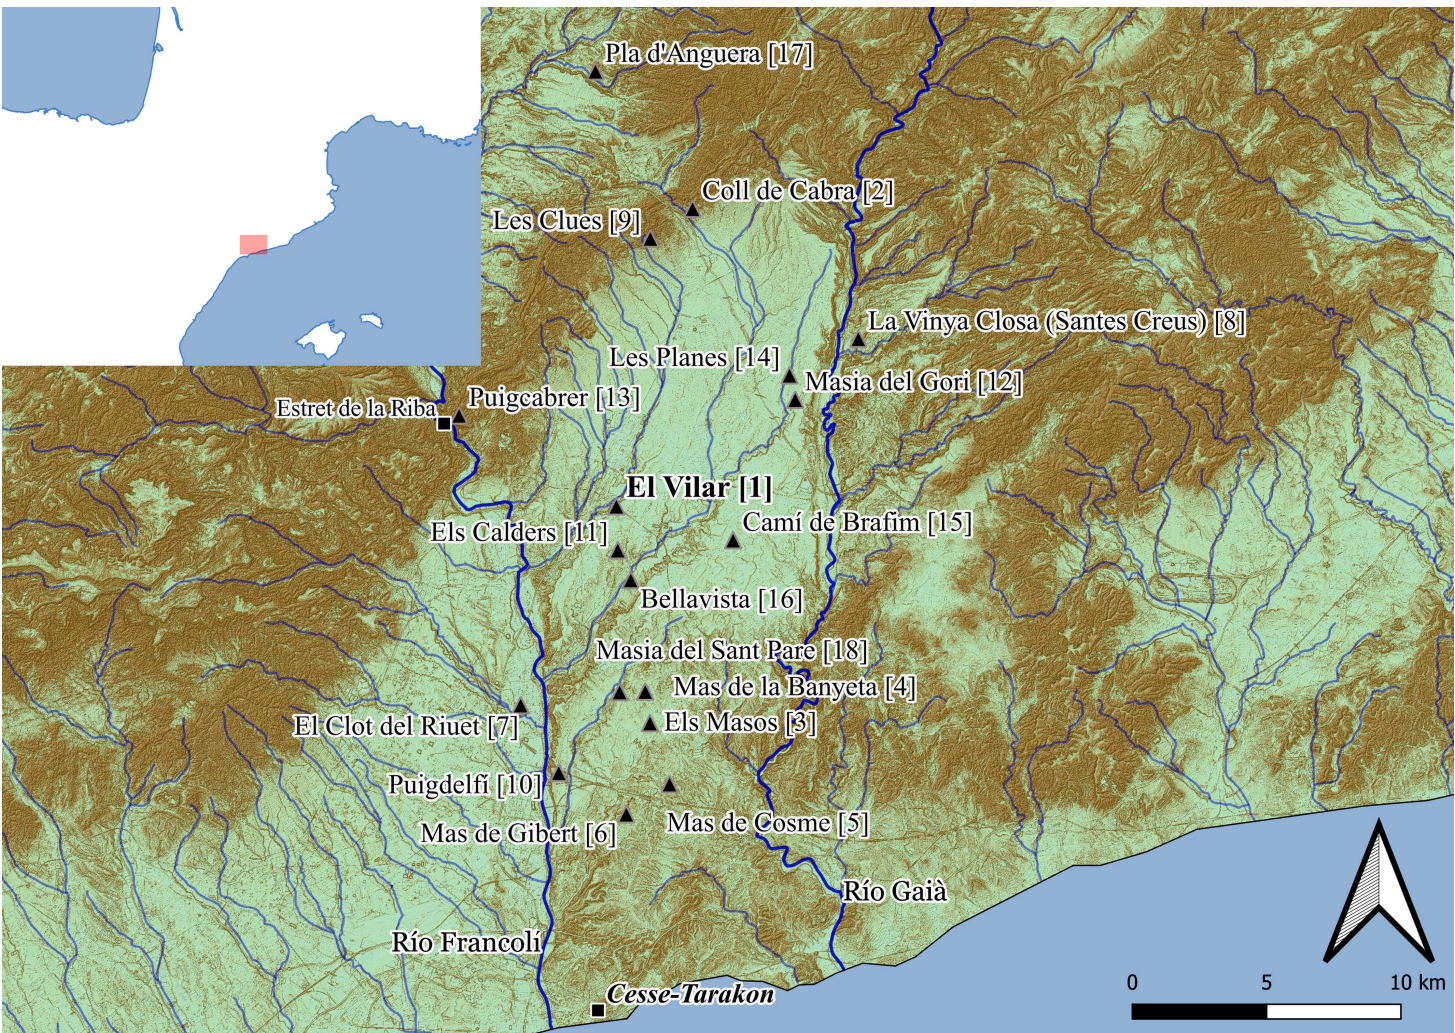 Pla d'Anguera [17]
Coll de Cabra [2]
Les Clues [9]
La Vinya Closa (Santes Creus) [8]
Les Planes [14]
Masia del Gori [12]
Puigcabrer [13]
Estret de la Riba
El Vilar [1]
Camí de Brafim [15]
Els Calders [11]
Bellavista [16]
Masia del Sant Pare [18]
Mas de la Banyeta [4]
Els Masos [3]
El Clot del Riuet [7]
Puigdelfí [10]
Mas de Cosme [5]
Mas de Gibert [6]
Río Gaià
Río Francolí
Cesse-Tarakon
0 5 10 km